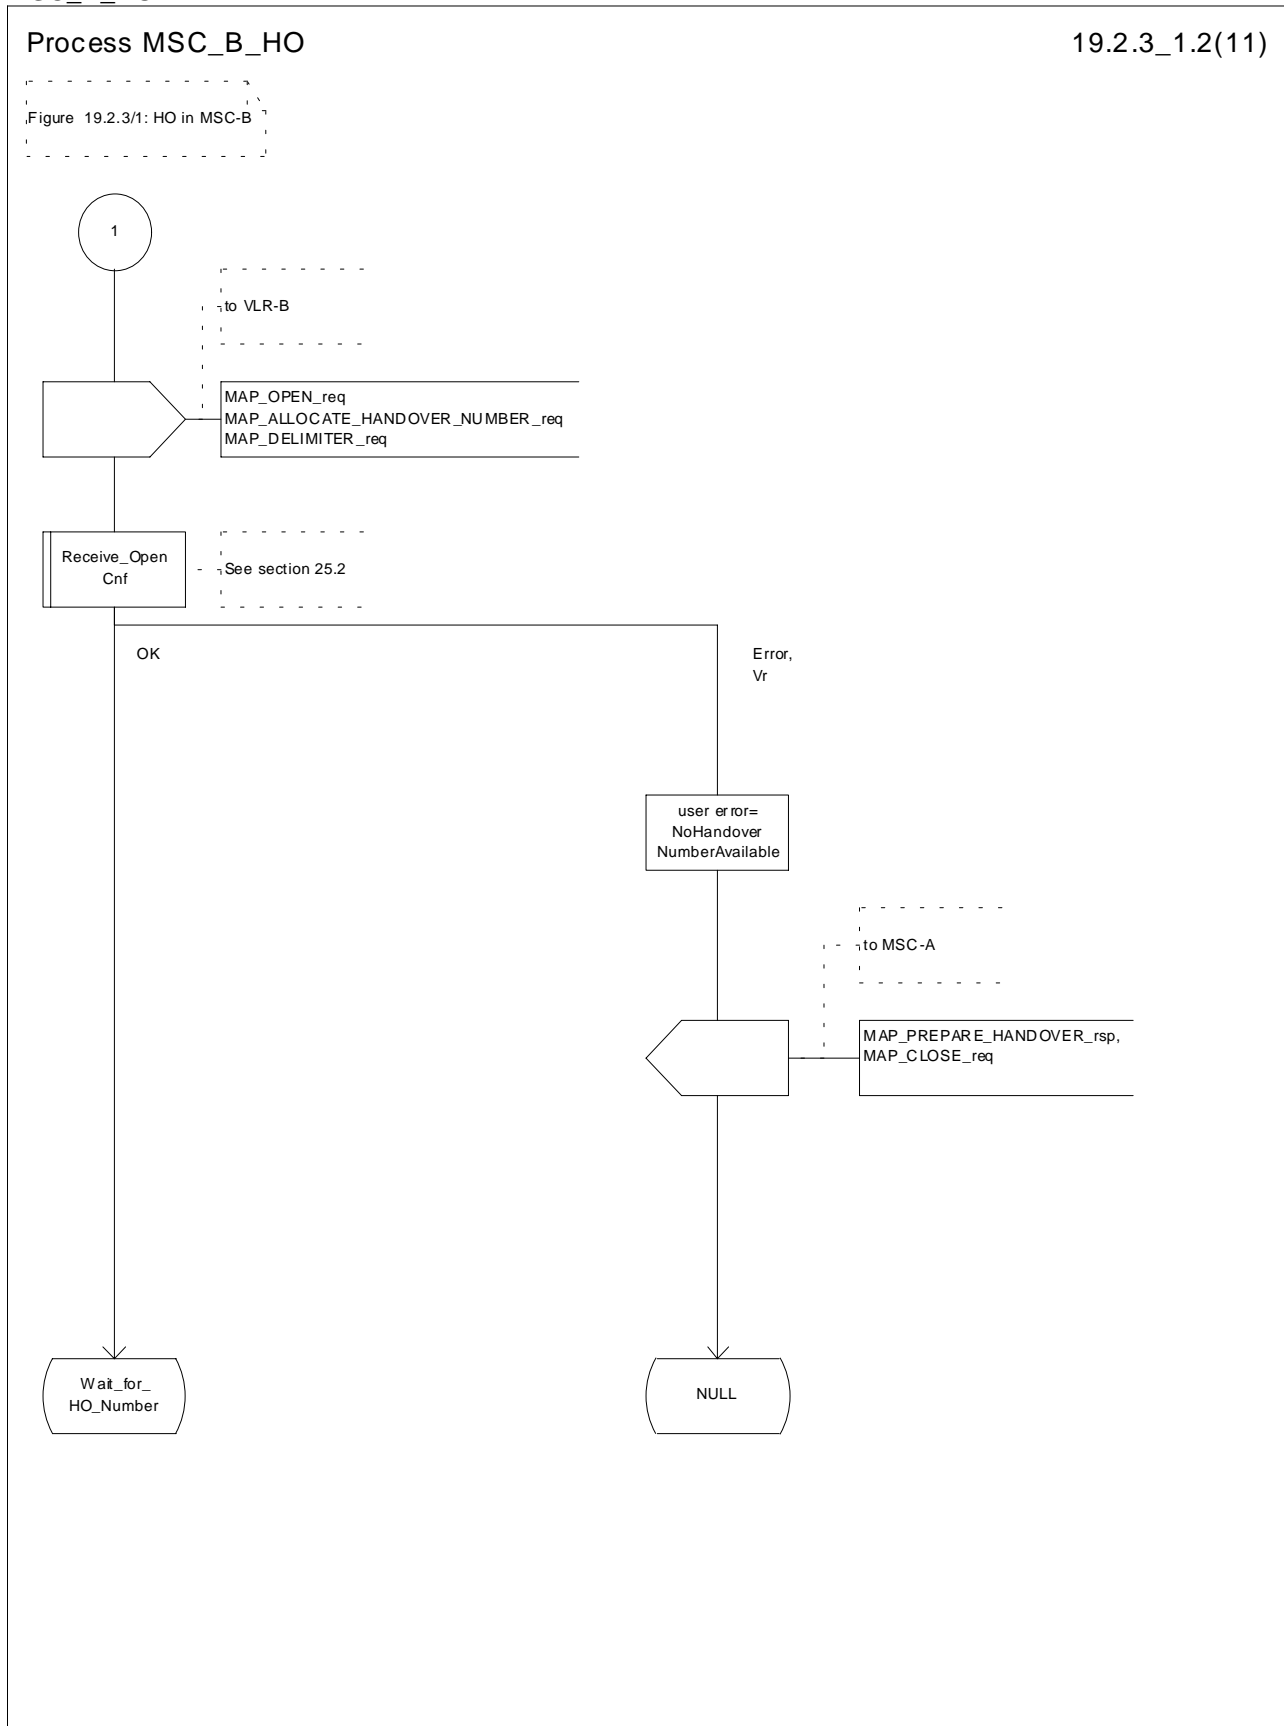 Process MSC_B_HO
19.2.3_1.2(11)
Figure 19.2.3/1: HO in MSC-B
1
to VLR-B
MAP_OPEN_req
MAP_ALLOCATE_HANDOVER_NUMBER_req
MAP_DELIMITER_req
Receive_Open
Cnf
See section 25.2
OK
Error,
Vr
user error=
NoHandover
NumberAvailable
to MSC-A
MAP_PREPARE_HANDOVER_rsp,
MAP_CLOSE_req
Wait_for_
HO_Number
NULL